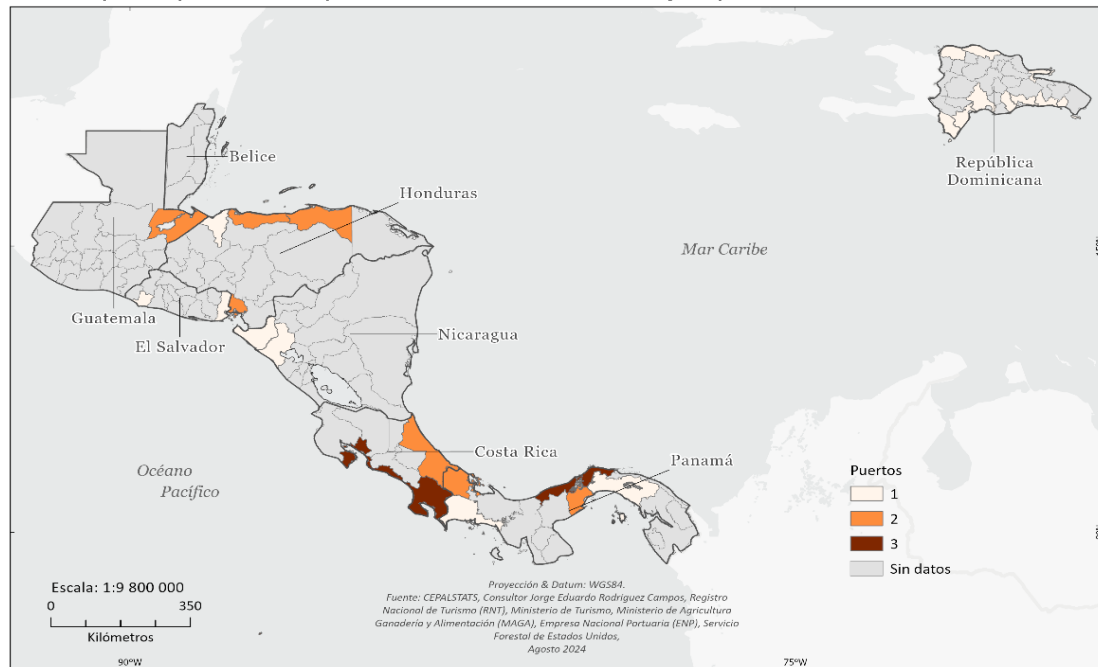 Belice
Honduras
República
Dominicana
Mar Caribe
Guatemala
El Salvador
Nicaragua
Costa Rica
Panamá
Océano
Pacífico
Puertos
1
2
3
Sin datos
Escala: 1:9 800 000
0 350
Kilómetros
Proyección & Datum: WGS84.
Fuente: CEPALSTATS, Consultor Jorge Eduardo Rodríguez Campos, Registro
Nacional de Turismo (RNT), Ministerio de Turismo, Ministerio de Agricultura
Ganadería y Alimentación (MAGA), Empresa Nacional Portuaria (ENP), Servicio
Forestal de Estados Unidos,
Agosto 2024
90°W 75°W